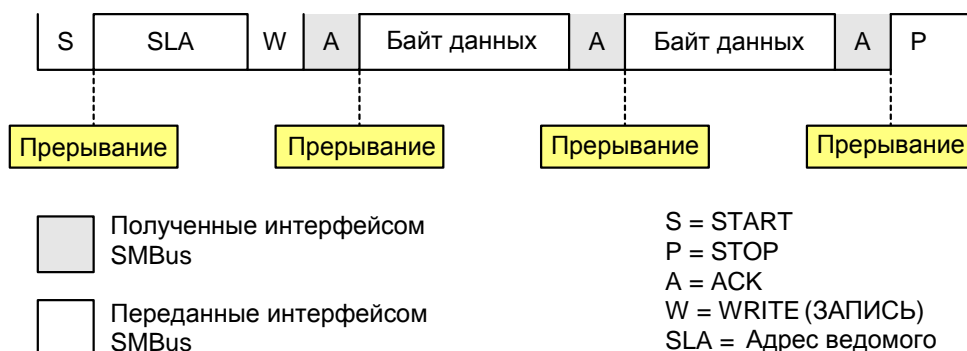 S SLA W A Байт данных A Байт данных A P
Прерывание Прерывание Прерывание Прерывание
Полученные интерфейсом
SMBus
Переданные интерфейсом
SMBus
S = START
P = STOP
A = ACK
W = WRITE (ЗАПИСЬ)
SLA = Адрес ведомого